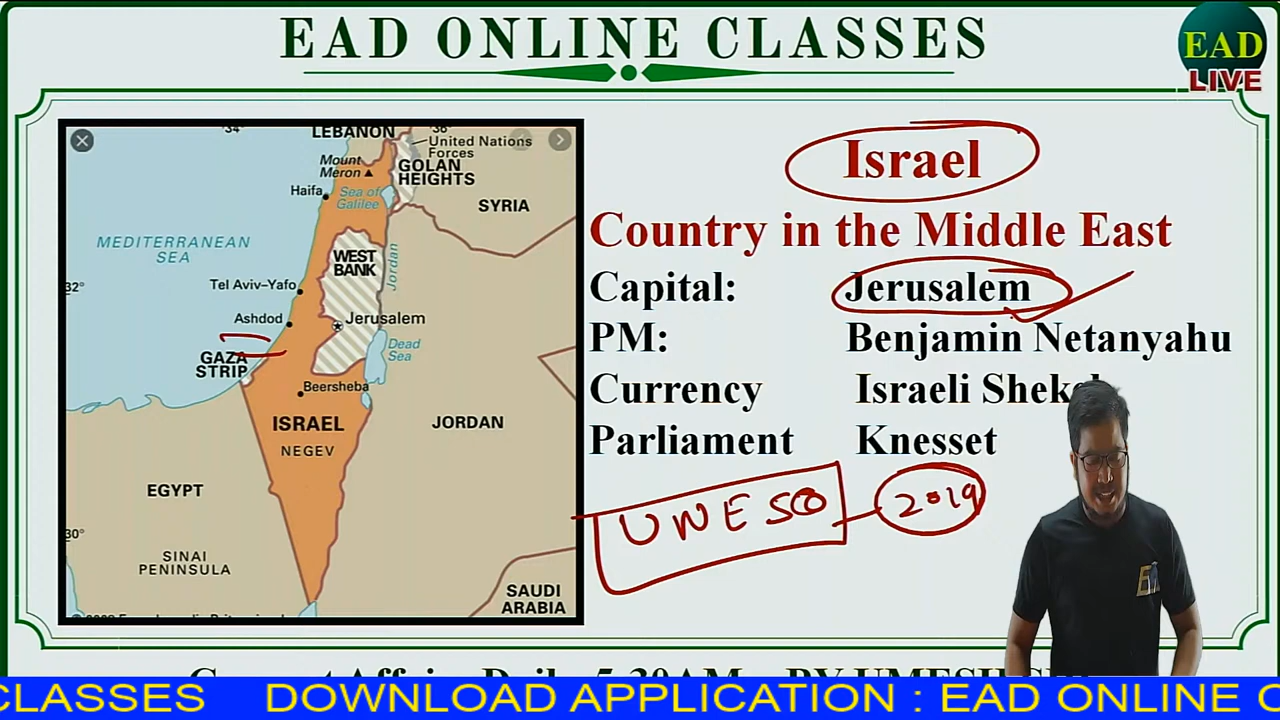 EAD ONLINE CLASSES
EAD
LIVE
34°
36°
LEBANON
United Nations
Forces
Mount
Meron
GOLAN
HEIGHTS
Haifa
Sea of
Galilee
SYRIA
MEDITERRANEAN
SEA
WEST
BANK
Jordan
32°
Tel Aviv–Yafo
Ashdod
Jerusalem
GAZA
STRIP
Dead
Sea
Beersheba
ISRAEL
NEGEV
JORDAN
EGYPT
30°
SINAI
PENINSULA
SAUDI
ARABIA
Israel
Country in the Middle East
Capital: Jerusalem
PM: Benjamin Netanyahu
Currency Israeli
Parliament Knesset
UNESO 2019
CLASSES DOWNLOAD APPLICATION : EAD ONLINE